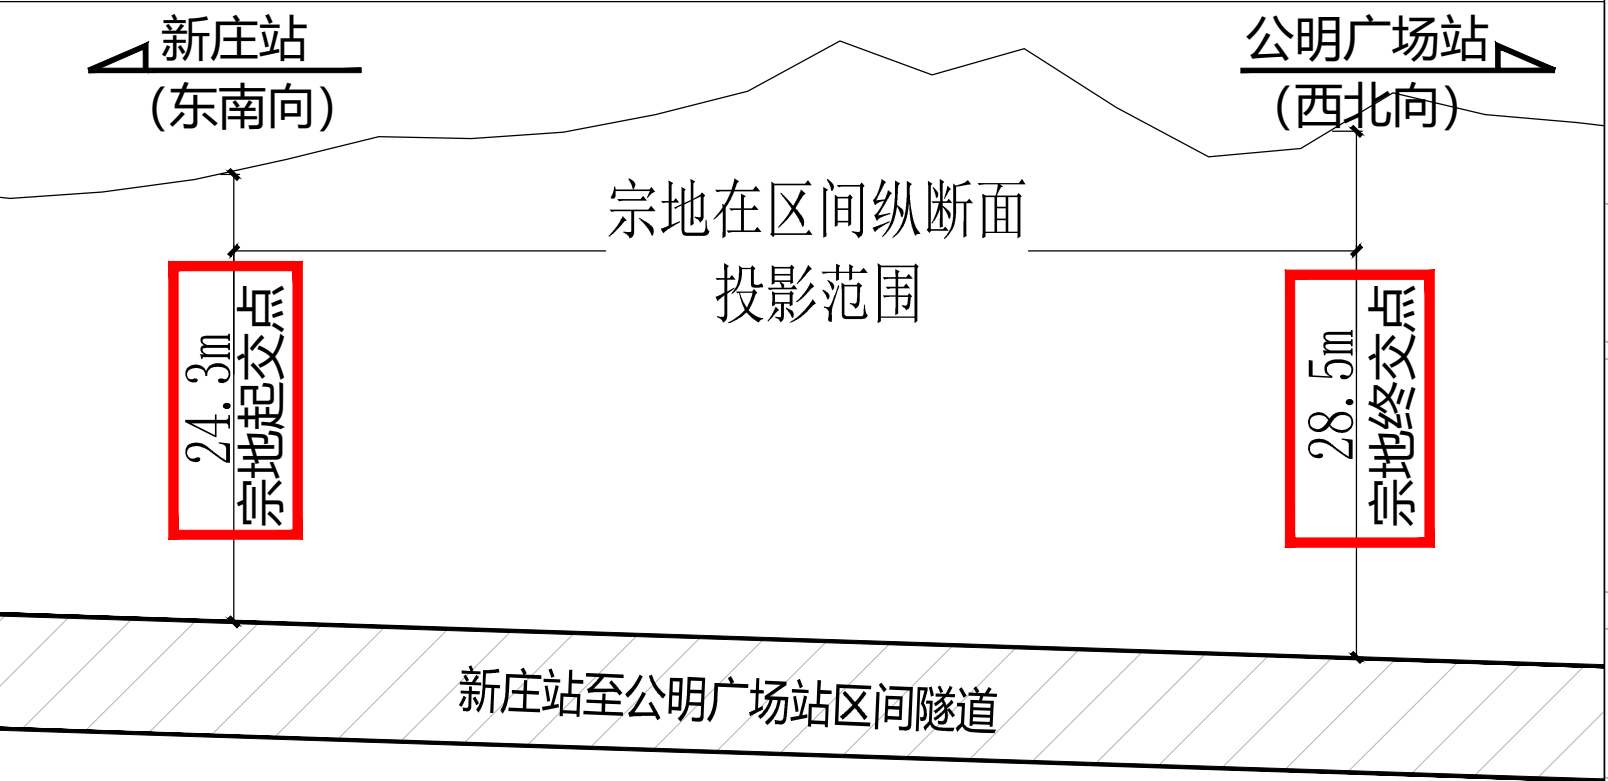 新庄站
(东南向)
公明广场站
(西北向)
宗地在区间纵断面
投影范围
24.3m
宗地起交点
28.5m
宗地终交点
新庄站至公明广场站区间隧道